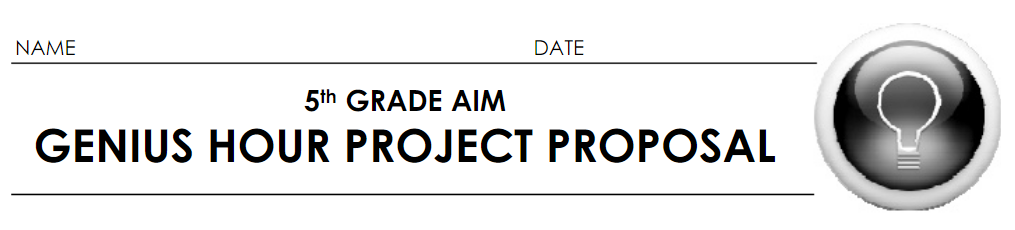 NAME DATE
5th GRADE AIM
GENIUS HOUR PROJECT PROPOSAL